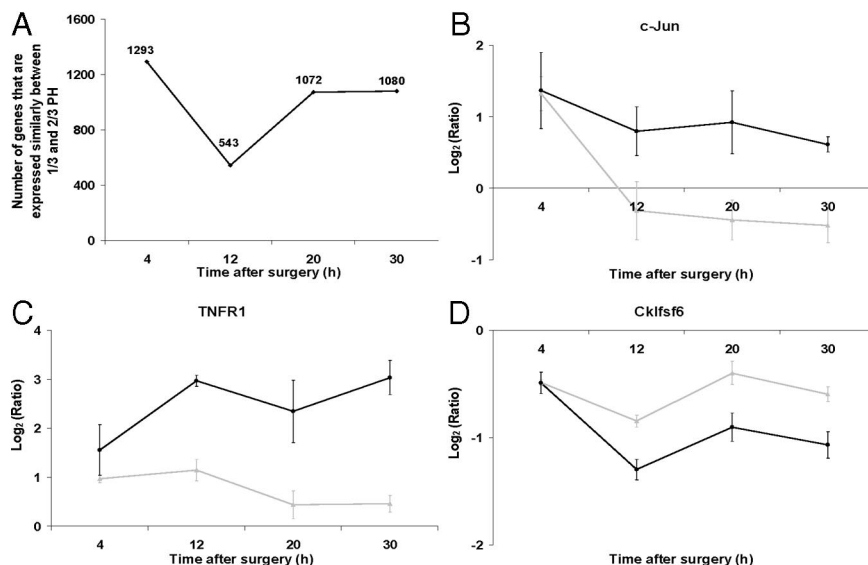 A
Number of genes that are
expressed similarly between
1/3 and 2/3 PH
1600
1200
800
400
0
1293
543
1072
1080
4
12
20
30
Time after surgery (h)
B
c-Jun
Log₂ (Ratio)
2
1
0
-1
4
12
20
30
Time after surgery (h)
C
TNFR1
Log₂ (Ratio)
4
3
2
1
0
4
12
20
30
Time after surgery (h)
D
Cklfsf6
Log₂ (Ratio)
-0
-1
-2
4
12
20
30
Time after surgery (h)